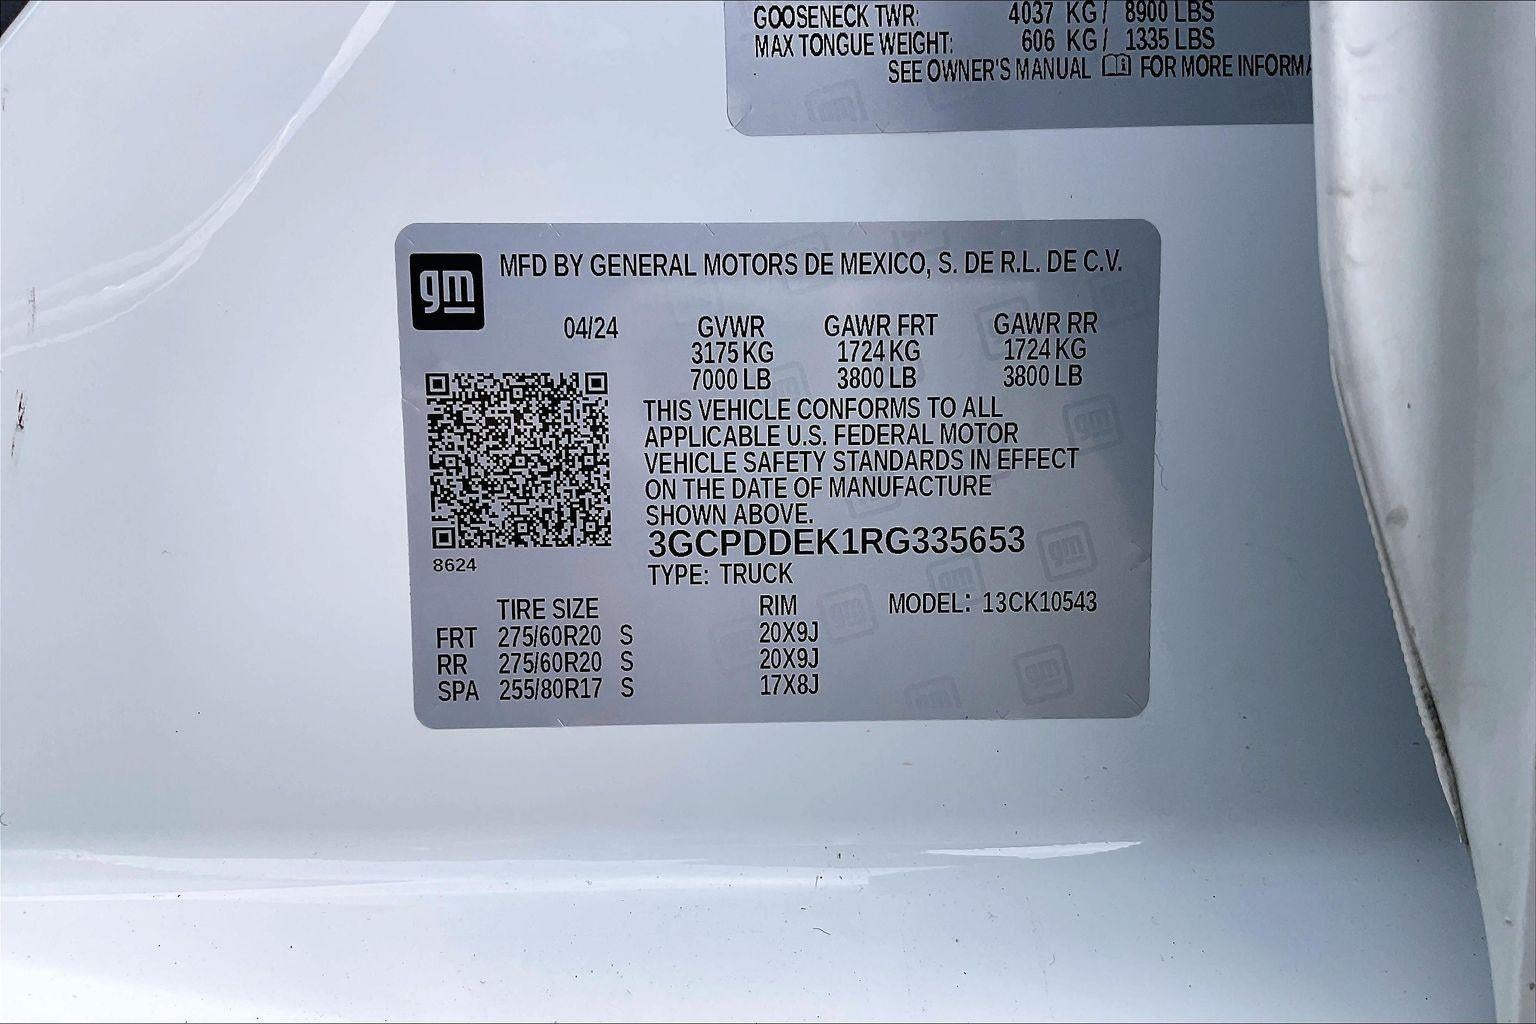 GOOSENECK TWR: 4037 KG / 8900 LBS
MAX TONGUE WEIGHT: 606 KG / 1335 LBS
SEE OWNER'S MANUAL FOR MORE INFORMA
gm
MFD BY GENERAL MOTORS DE MEXICO, S. DE R.L. DE C.V.
04/24 GVWR GAWR FRT GAWR RR
3175 KG 1724 KG 1724 KG
7000 LB 3800 LB 3800 LB
THIS VEHICLE CONFORMS TO ALL
APPLICABLE U.S. FEDERAL MOTOR
VEHICLE SAFETY STANDARDS IN EFFECT
ON THE DATE OF MANUFACTURE
SHOWN ABOVE.
3GCPDDEK1RG335653
8624
TYPE: TRUCK
TIRE SIZE RIM MODEL: 13CK10543
FRT 275/60R20 S 20X9J
RR 275/60R20 S 20X9J
SPA 255/80R17 S 17X8J